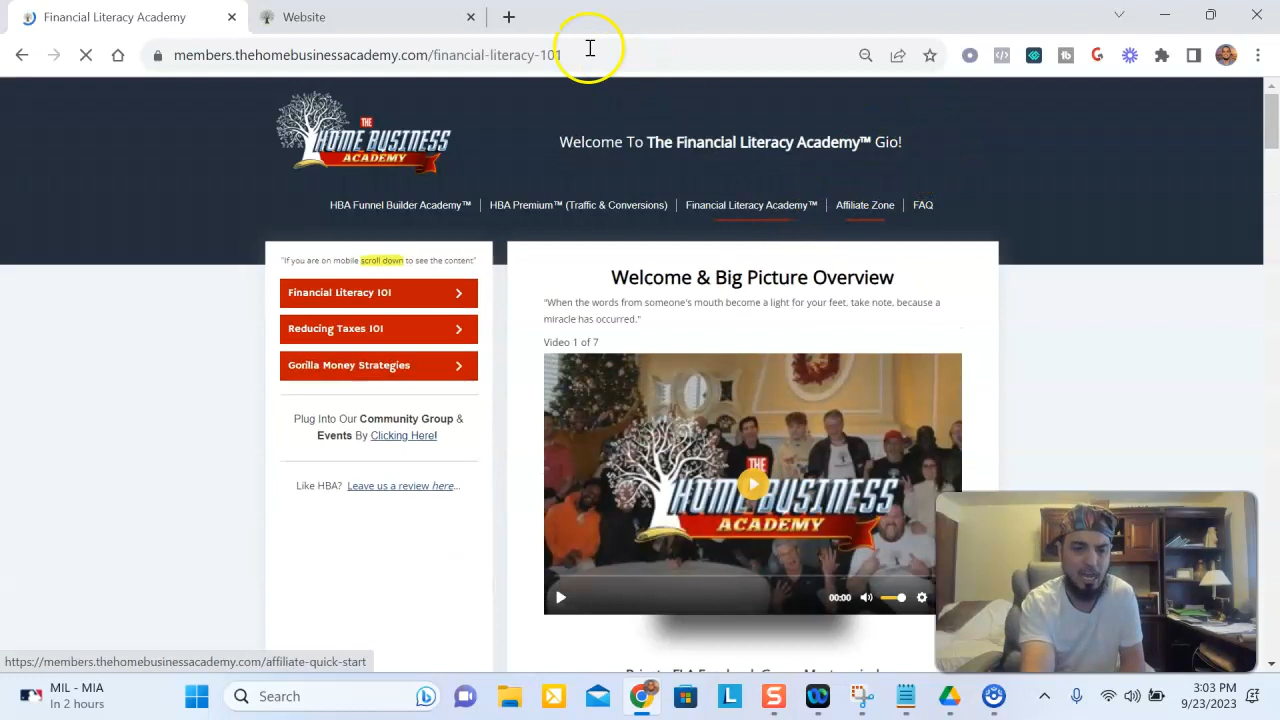 Financial Literacy Academy
Website
members.thehomebusinessacademy.com/financial-literacy-101
THE
HOME BUSINESS
ACADEMY
Welcome To The Financial Literacy Academy™ Gio!
HBA Funnel Builder Academy™ | HBA Premium™ (Traffic & Conversions) | Financial Literacy Academy™ | Affiliate Zone | FAQ
"If you are on mobile scroll down to see the content"
Financial Literacy 101
Reducing Taxes 101
Gorilla Money Strategies
Plug Into Our Community Group &
Events By Clicking Here!
Like HBA? Leave us a review here...
Welcome & Big Picture Overview
"When the words from someone's mouth become a light for your feet, take note, because a
miracle has occurred."
Video 1 of 7
THE
HOME BUSINESS
ACADEMY
00:00
https://members.thehomebusinessacademy.com/affiliate-quick-start
MIL - MIA
In 2 hours
Search
3:03 PM
9/23/2023